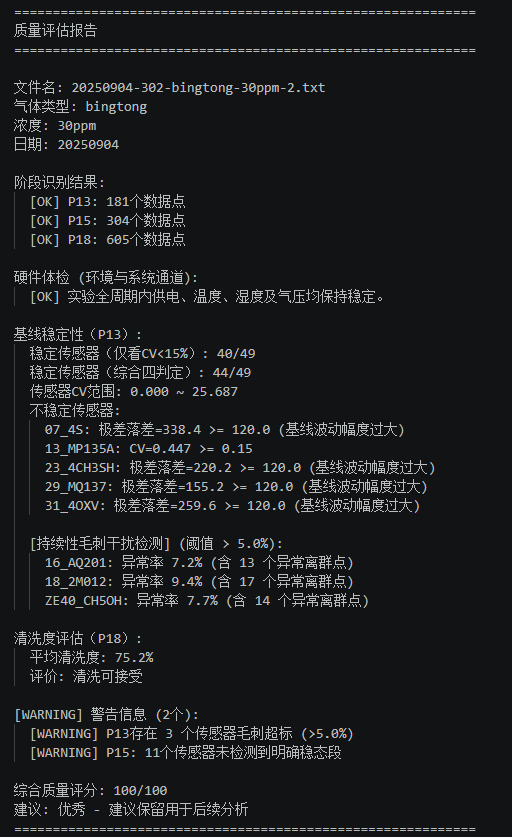 ============================================================
质量评估报告
============================================================
文件名: 20250904-302-bingtong-30ppm-2.txt
气体类型: bingtong
浓度: 30ppm
日期: 20250904
阶段识别结果:
[OK] P13: 181个数据点
[OK] P15: 304个数据点
[OK] P18: 605个数据点
硬件体检 (环境与系统通道):
[OK] 实验全周期内供电、温度、湿度及气压均保持稳定。
基线稳定性（P13）:
稳定传感器（仅看CV<15%）: 40/49
稳定传感器（综合四判定）: 44/49
传感器CV范围: 0.000 ~ 25.687
不稳定传感器:
07_4S: 极差落差=338.4 >= 120.0 (基线波动幅度过大)
13_MP135A: CV=0.447 >= 0.15
23_4CH3SH: 极差落差=220.2 >= 120.0 (基线波动幅度过大)
29_MQ137: 极差落差=155.2 >= 120.0 (基线波动幅度过大)
31_4OXV: 极差落差=259.6 >= 120.0 (基线波动幅度过大)
[持续性毛刺干扰检测] (阈值 > 5.0%):
16_AQ201: 异常率 7.2% (含 13 个异常离群点)
18_2M012: 异常率 9.4% (含 17 个异常离群点)
ZE40_CH5OH: 异常率 7.7% (含 14 个异常离群点)
清洗度评估（P18）:
平均清洗度: 75.2%
评价: 清洗可接受
[WARNING] 警告信息 (2个):
[WARNING] P13存在 3 个传感器毛刺超标 (>5.0%)
[WARNING] P15: 11个传感器未检测到明确稳态段
综合质量评分: 100/100
建议: 优秀 - 建议保留用于后续分析
============================================================